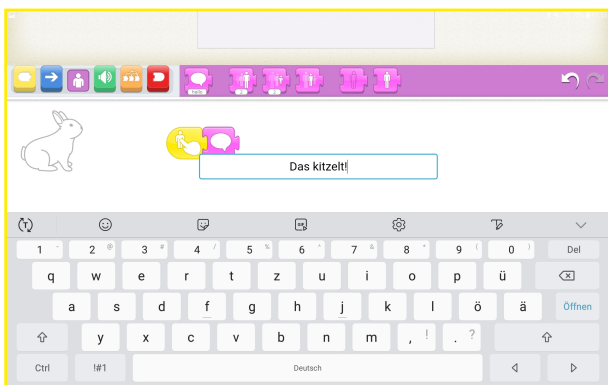 Das kitzelt!
1 2 @ 3 # 4 / 5 % 6 ^ 7 & 8 * 9 ( 0 ) Del
q w e r t z u i o p ü
a s d f g h j k l ö ä Öffnen
y x c v b n m , ! . ?
Ctrl !#1 Deutsch